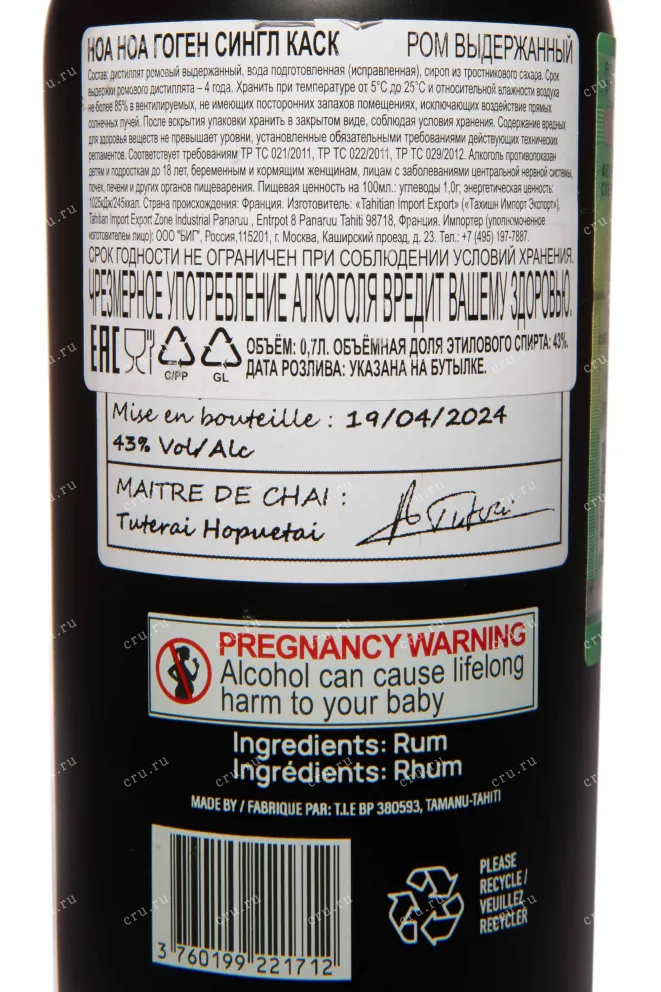 НОА НОА ГОГЕН СИНГЛ КАСК РОМ ВЫДЕРЖАННЫЙ
Состав: дистиллят ромовый выдержанный, вода подготовленная (исправленная), сироп из тростникового сахара. Срок
выдержки ромового дистиллята – 4 года. Хранить при температуре от 5°С до 25°С и относительной влажности воздуха
не более 85% в вентилируемых, не имеющих посторонних запахов помещениях, исключающих воздействие прямых
солнечных лучей. После вскрытия упаковки хранить в закрытом виде, соблюдая условия хранения. Содержание вредных
для здоровья веществ не превышает уровни, установленные обязательными требованиями действующих технических
регламентов. Соответствует требованиям ТР ТС 021/2011, ТР ТС 022/2011, ТР ТС 029/2012. Алкоголь противопоказан
детям и подросткам до 18 лет, беременным и кормящим женщинам, лицам с заболеваниями центральной нервной системы,
почек, печени и других органов пищеварения. Пищевая ценность на 100мл.: углеводы 1,0г; энергетическая ценность:
1025кДж/245ккал. Страна происхождения: Франция. Изготовитель: «Tahitian Import Export» («Тахишн Импорт Экспорт»),
Tahitian Import Export Zone Industrial Panaruu , Entrpot 8 Panaruu Tahiti 98718, Франция. Импортер (уполномоченное
изготовителем лицо): ООО "БИГ", Россия,115201, г. Москва, Каширский проезд, д. 23. Тел.: +7 (495) 197-7887.
СРОК ГОДНОСТИ НЕ ОГРАНИЧЕН ПРИ СОБЛЮДЕНИИ УСЛОВИЙ ХРАНЕНИЯ.
ЧРЕЗМЕРНОЕ УПОТРЕБЛЕНИЕ АЛКОГОЛЯ ВРЕДИТ ВАШЕМУ ЗДОРОВЬЮ.
ЕАС C/PP GL ОБЪЁМ: 0,7Л. ОБЪЁМНАЯ ДОЛЯ ЭТИЛОВОГО СПИРТА: 43%.
ДАТА РОЗЛИВА: УКАЗАНА НА БУТЫЛКЕ.
Mise en bouteille : 19/04/2024
43% Vol/Alc
MAITRE DE CHAI :
Tuterai Hopuetai
PREGNANCY WARNING
Alcohol can cause lifelong
harm to your baby
Ingredients: Rum
Ingrédients: Rhum
MADE BY / FABRIQUE PAR: T.I.E BP 380593, TAMANU-TAHITI
PLEASE
RECYCLE /
VEUILLEZ
RECYCLER
3 760199 221712
cru.ru